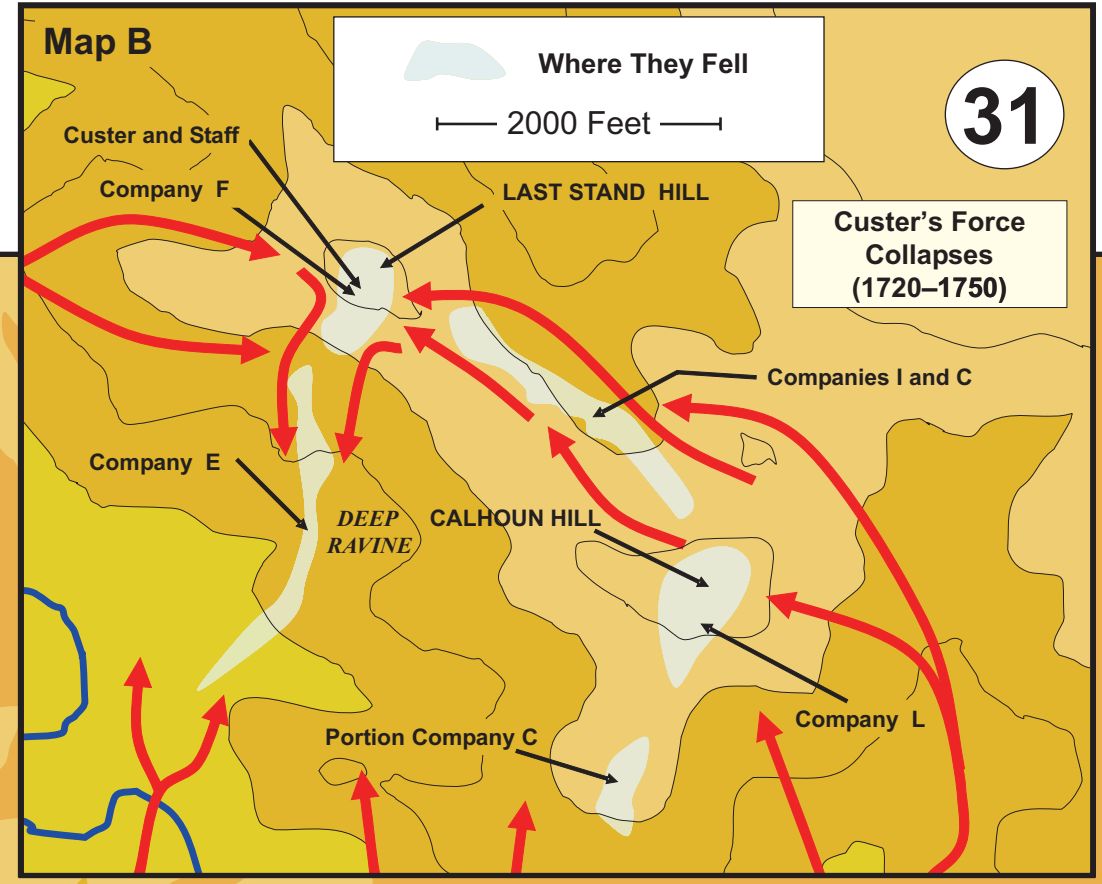 Map B
Where They Fell
2000 Feet
31
Custer and Staff
Company F
LAST STAND HILL
Custer's Force
Collapses
(1720–1750)
Companies I and C
Company E
DEEP
RAVINE
CALHOUN HILL
Company L
Portion Company C